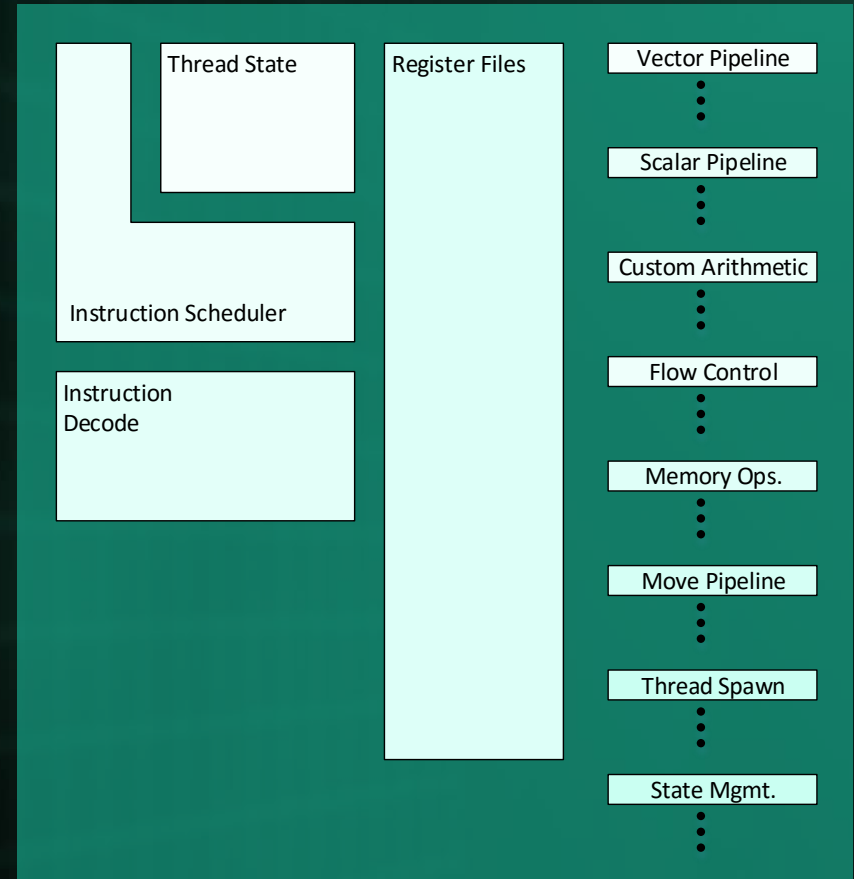 Thread State
Register Files
Instruction Scheduler
Instruction
Decode
Vector Pipeline
Scalar Pipeline
Custom Arithmetic
Flow Control
Memory Ops.
Move Pipeline
Thread Spawn
State Mgmt.